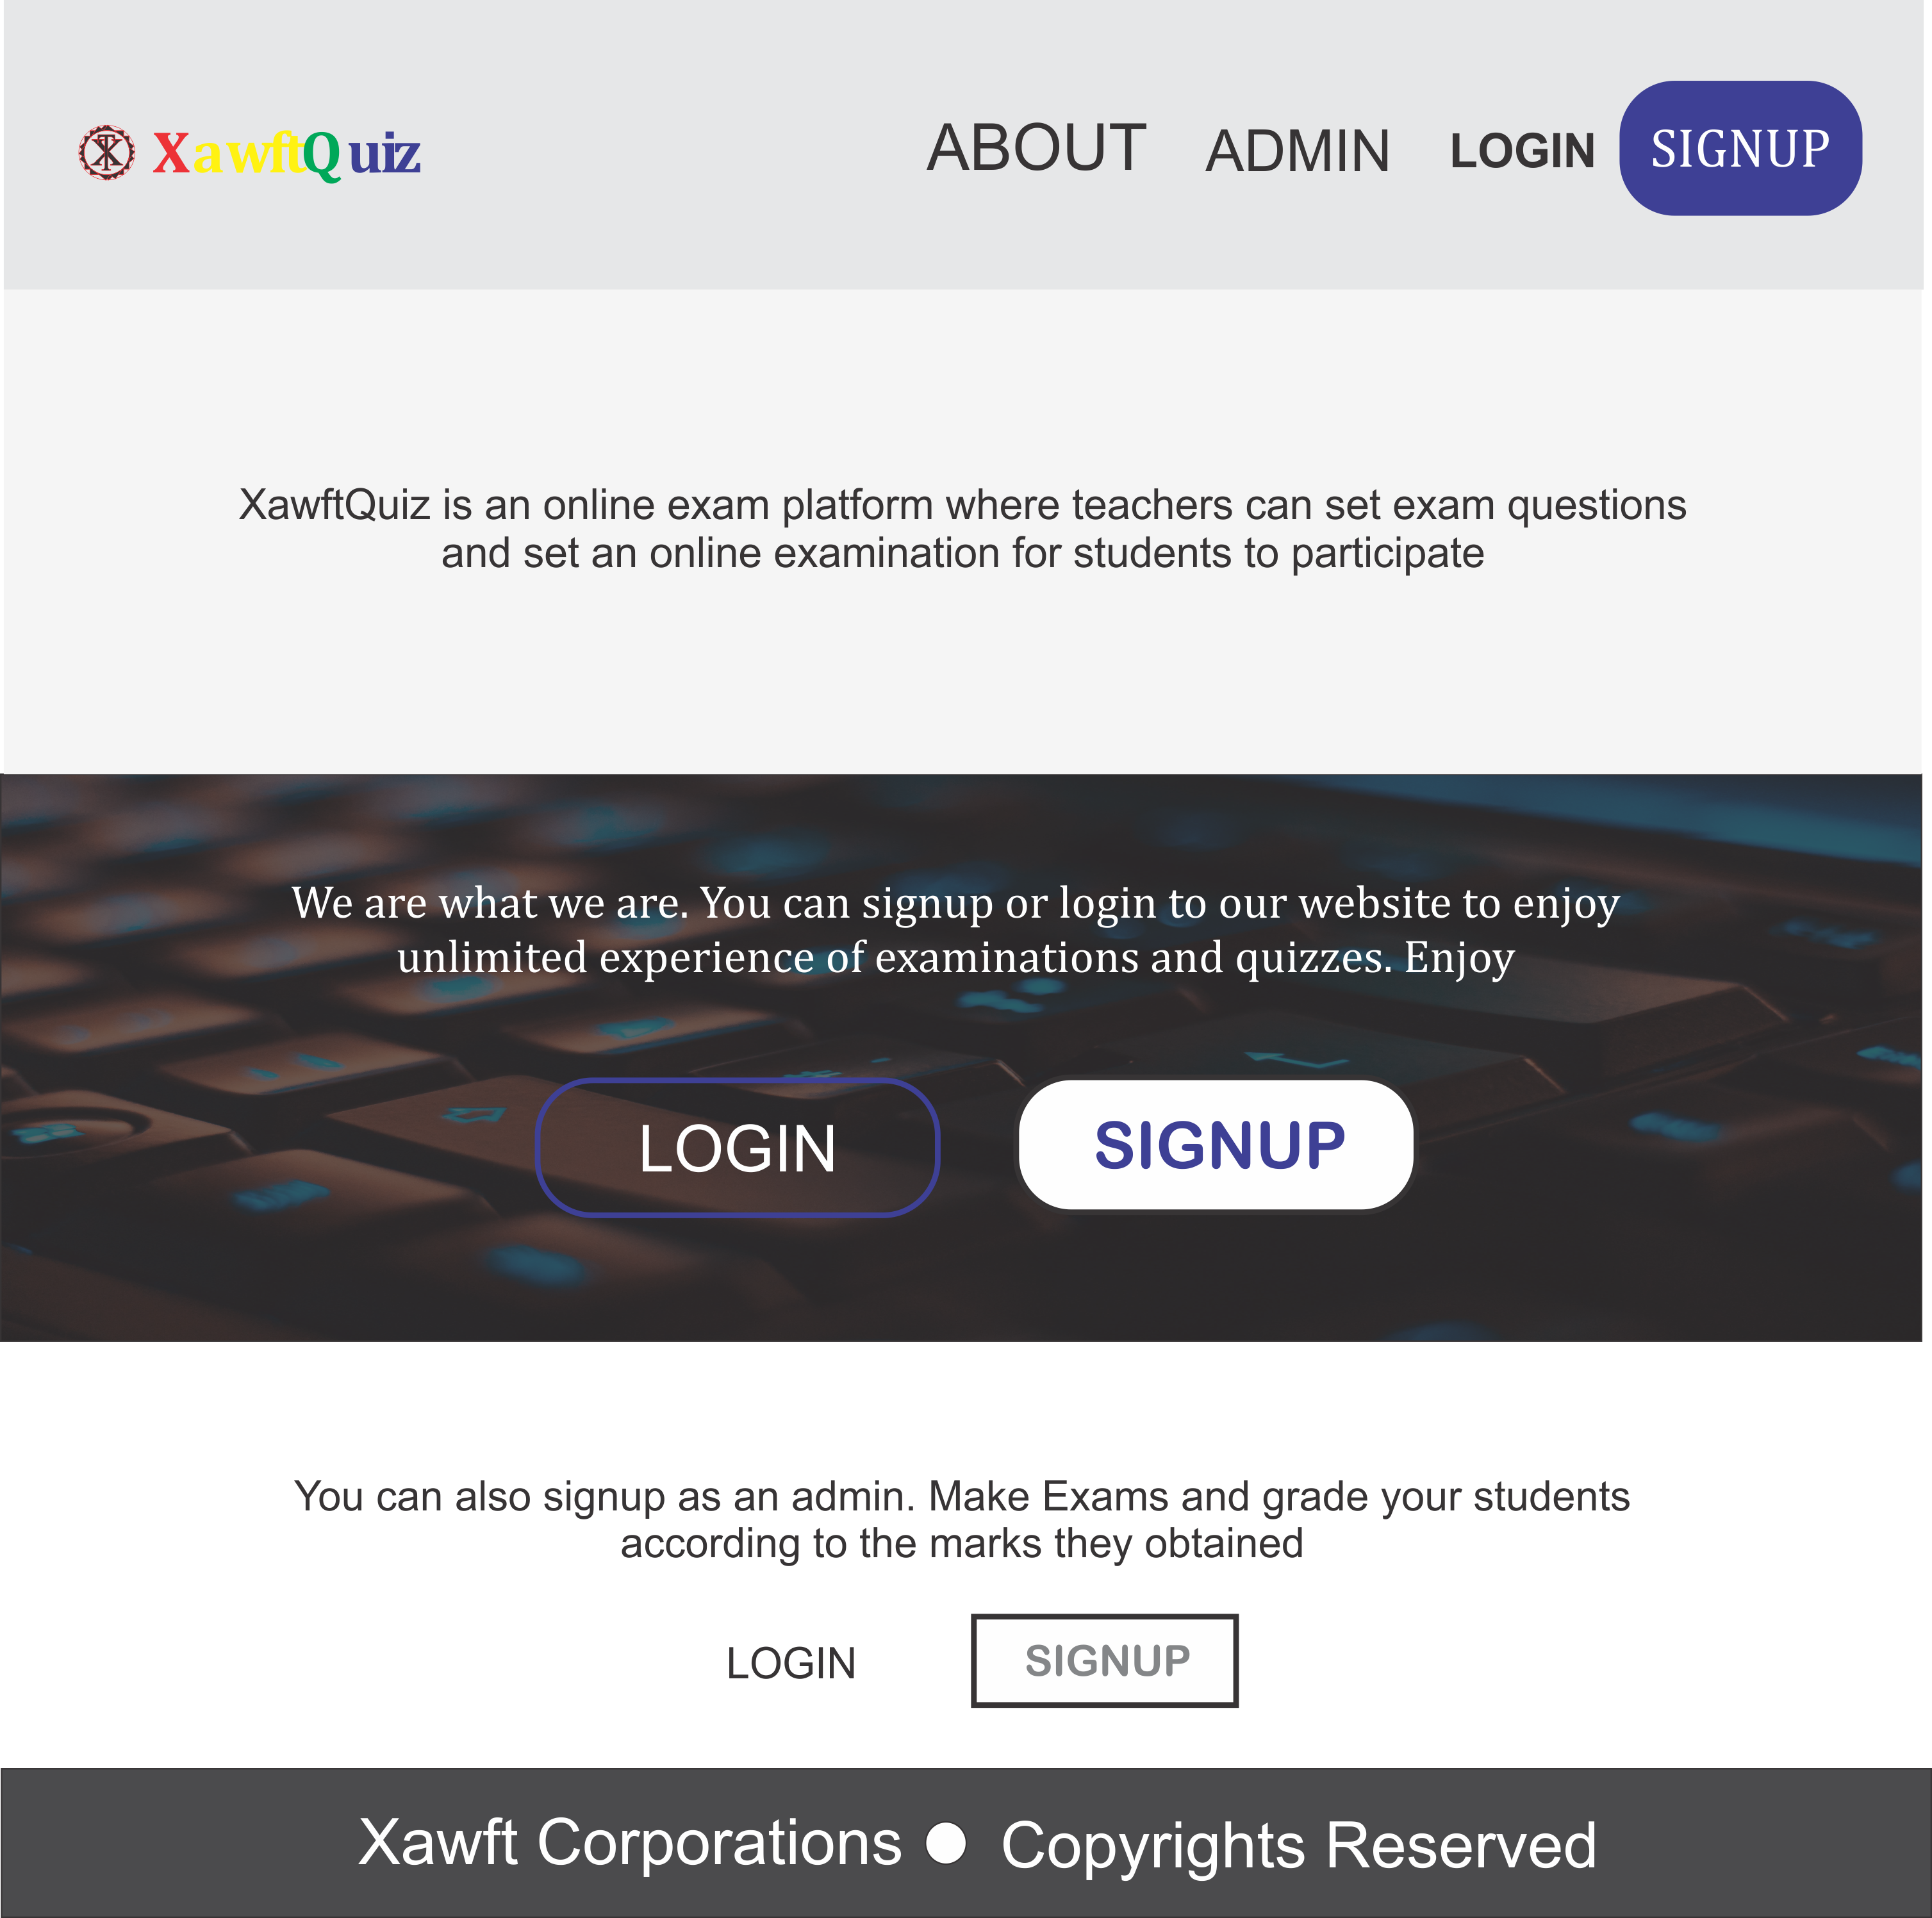 XawftQuiz
ABOUT ADMIN LOGIN SIGNUP
XawftQuiz is an online exam platform where teachers can set exam questions
and set an online examination for students to participate
We are what we are. You can signup or login to our website to enjoy
unlimited experience of examinations and quizzes. Enjoy
LOGIN SIGNUP
You can also signup as an admin. Make Exams and grade your students
according to the marks they obtained
LOGIN SIGNUP
Xawft Corporations ● Copyrights Reserved